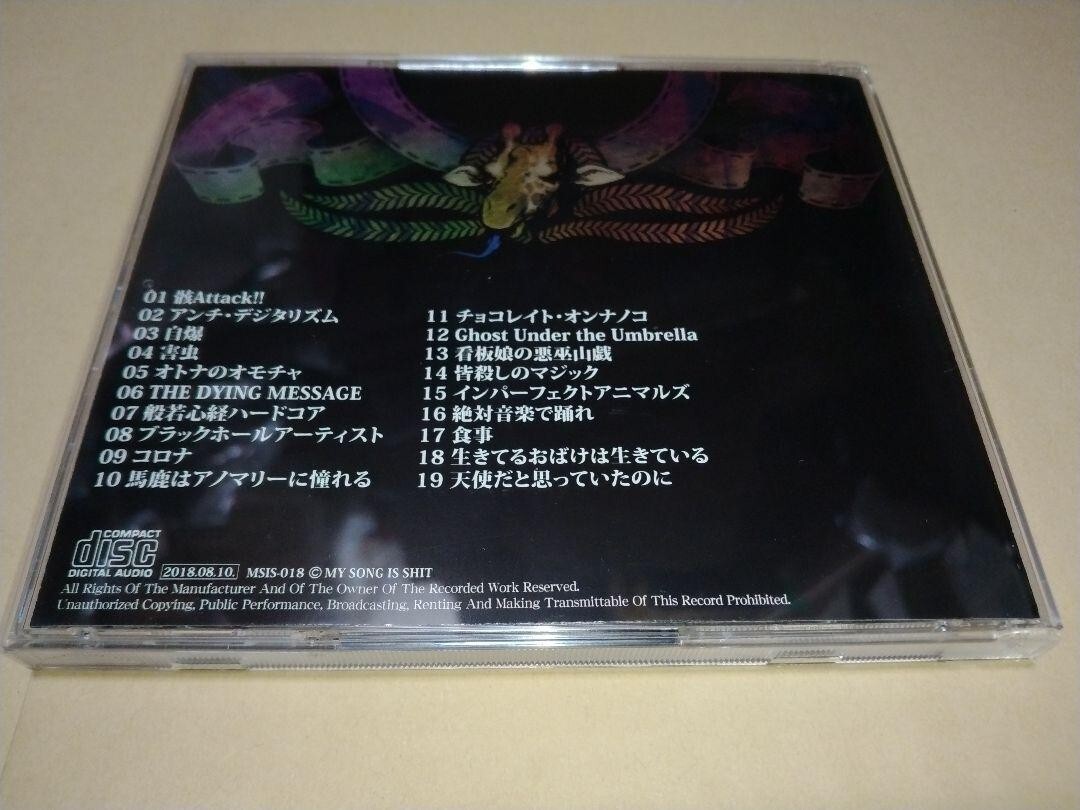 01 骸Attack!!
02 アンチ・デジタリズム
03 自爆
04 害虫
05 オトナのオモチャ
06 THE DYING MESSAGE
07 般若心経ハードコア
08 ブラックホールアーティスト
09 コロナ
10 馬鹿はアノマリーに憧れる
11 チョコレイト・オンナノコ
12 Ghost Under the Umbrella
13 看板娘の悪巫山戯
14 皆殺しのマジック
15 インパーフェクトアニマルズ
16 絶対音楽で踊れ
17 食事
18 生きてるおばけは生きている
19 天使だと思っていたのに
COMPACT
disc
DIGITAL AUDIO
2018.08.10. MSIS-018 ©MY SONG IS SHIT
All Rights Of The Manufacturer And Of The Owner Of The Recorded Work Reserved.
Unauthorized Copying, Public Performance, Broadcasting, Renting And Making Transmittable Of This Record Prohibited.